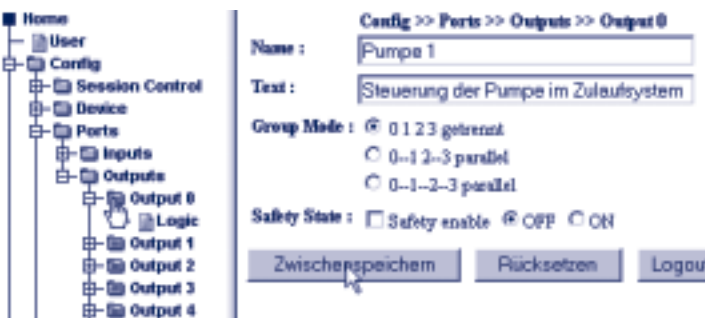 Home
User
Config
Session Control
Device
Ports
Inputs
Outputs
Output 0
Logic
Output 1
Output 2
Output 3
Output 4
Config >> Ports >> Outputs >> Output 0
Name : Pumpe 1
Text : Steuerung der Pumpe im Zulaufsystem
Group Mode : 0 1 2 3 getrennt
0--1 2--3 parallel
0--1--2--3 parallel
Safety State : Safety enable OFF ON
Zwischenspeichern Rücksetzen Logou